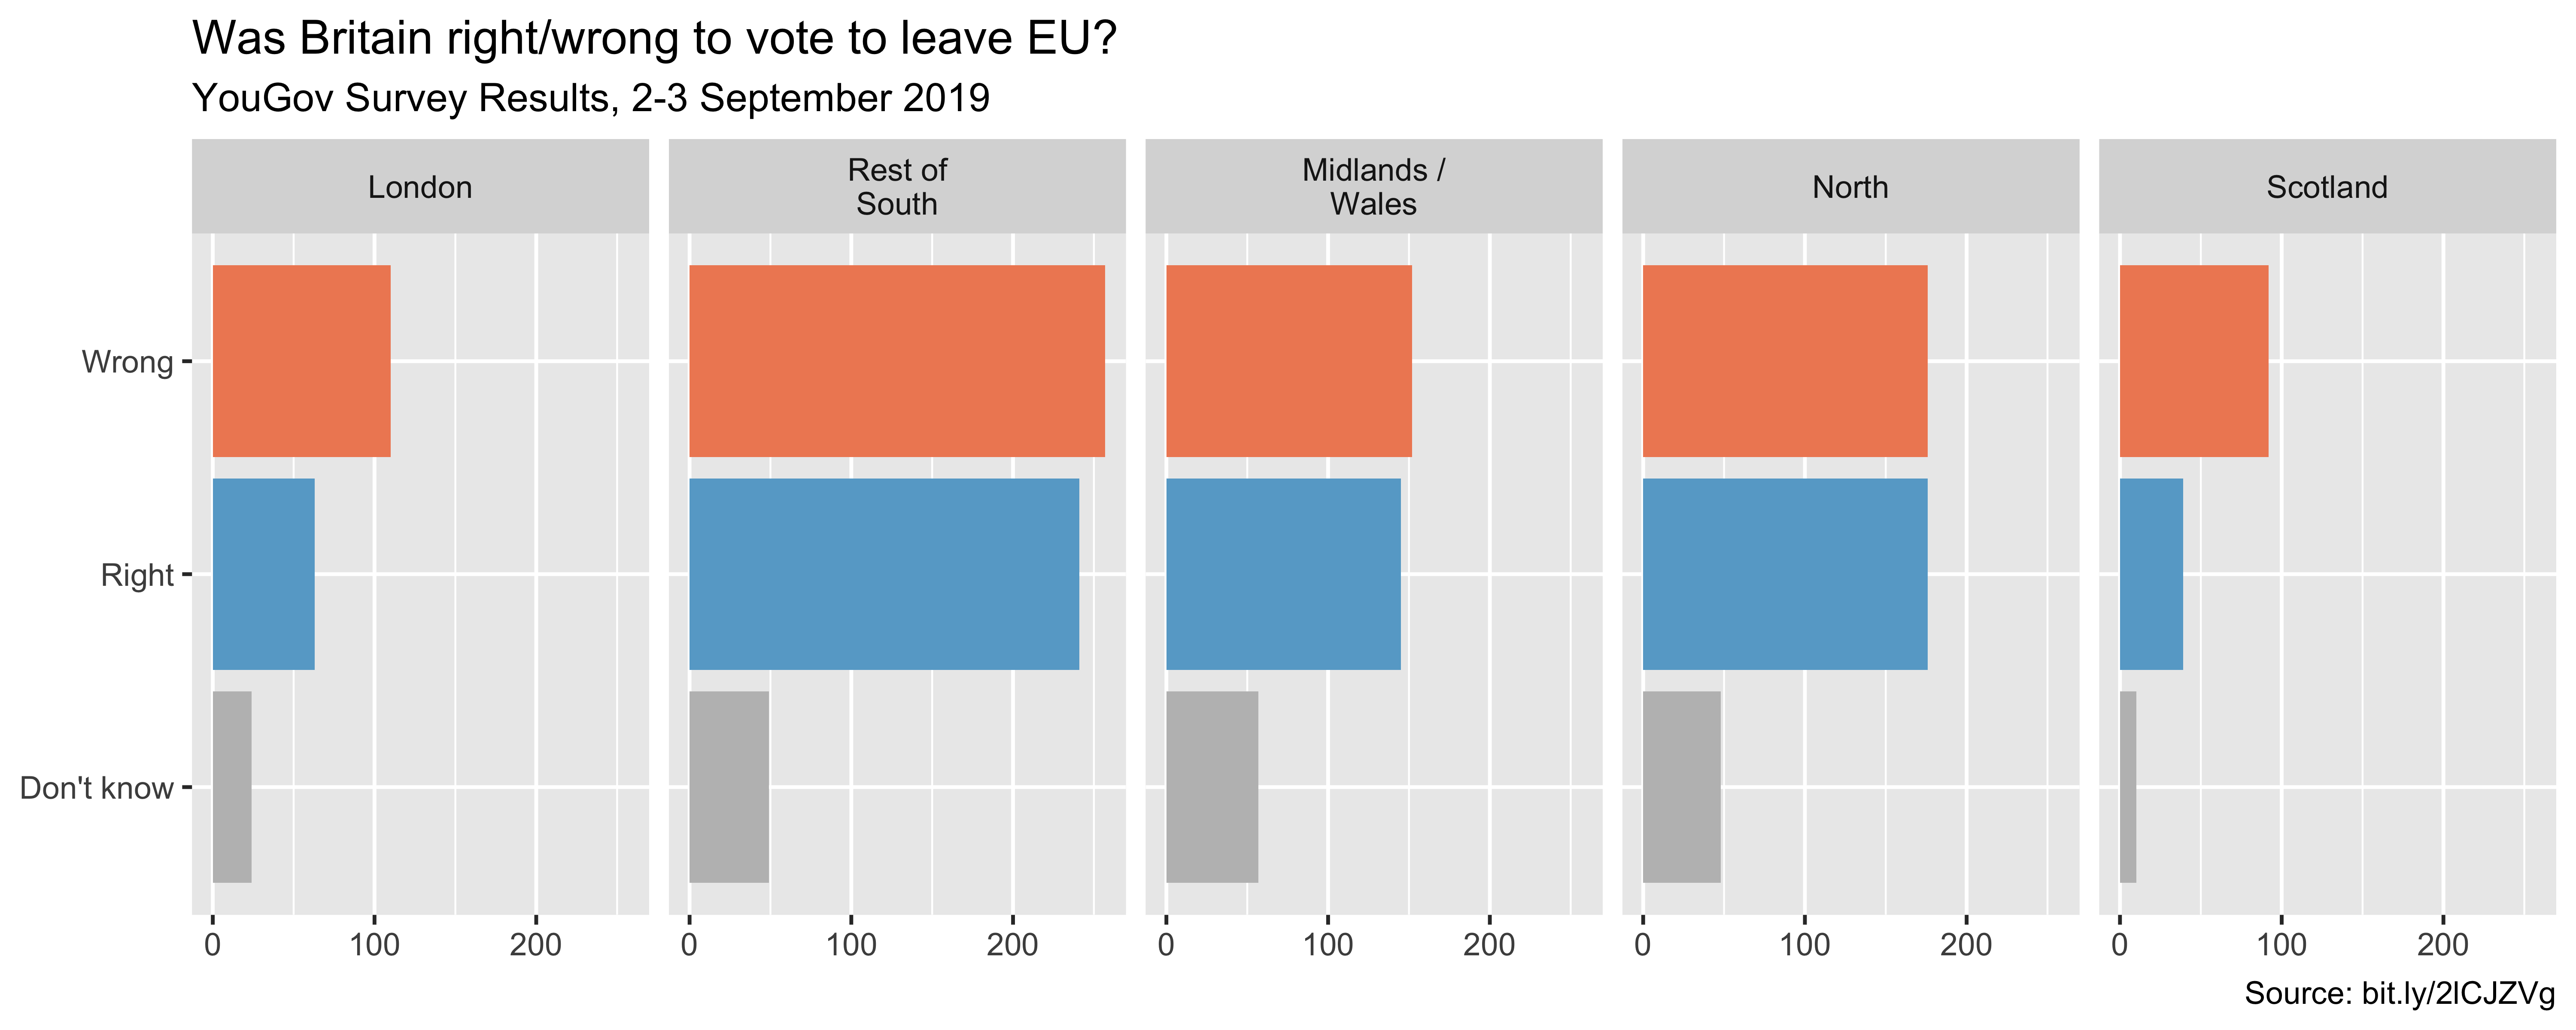 Was Britain right/wrong to vote to leave EU?
YouGov Survey Results, 2-3 September 2019
London
Rest of
South
Midlands /
Wales
North
Scotland
Wrong
Right
Don't know
0 100 200
0 100 200
0 100 200
0 100 200
0 100 200
Source: bit.ly/2lCJZVg